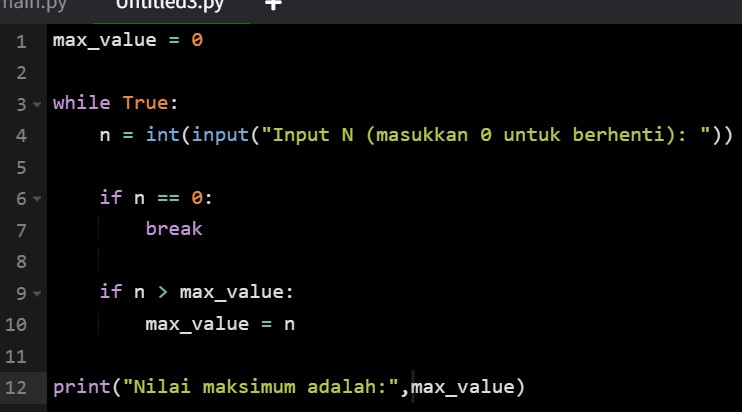 main.py Untitled3.py +
1 max_value = 0
2
3 while True:
4 n = int(input("Input N (masukkan 0 untuk berhenti): "))
5
6 if n == 0:
7 break
8
9 if n > max_value:
10 max_value = n
11
12 print("Nilai maksimum adalah:",max_value)